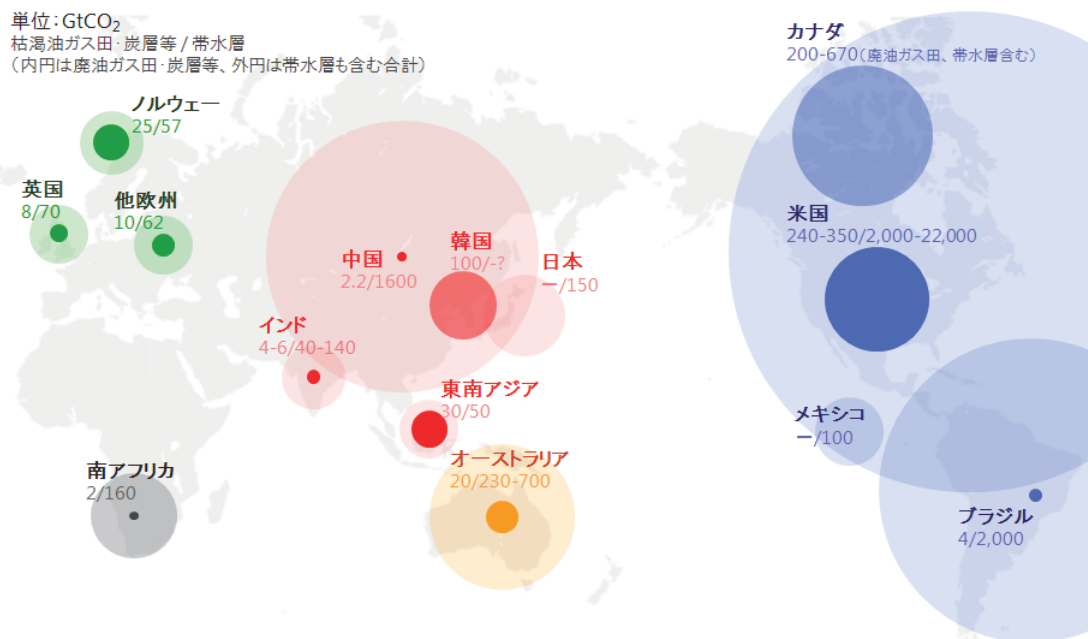 単位：GtCO2
枯渇油ガス田･炭層等 / 帯水層
（内円は廃油ガス田･炭層等、外円は帯水層も含む合計）
ノルウェー
25/57
英国
8/70
他欧州
10/62
中国
2.2/1600
韓国
100/-?
日本
ー/150
インド
4-6/40-140
東南アジア
30/50
オーストラリア
20/230-700
南アフリカ
2/160
カナダ
200-670（廃油ガス田、帯水層含む）
米国
240-350/2,000-22,000
メキシコ
ー/100
ブラジル
4/2,000